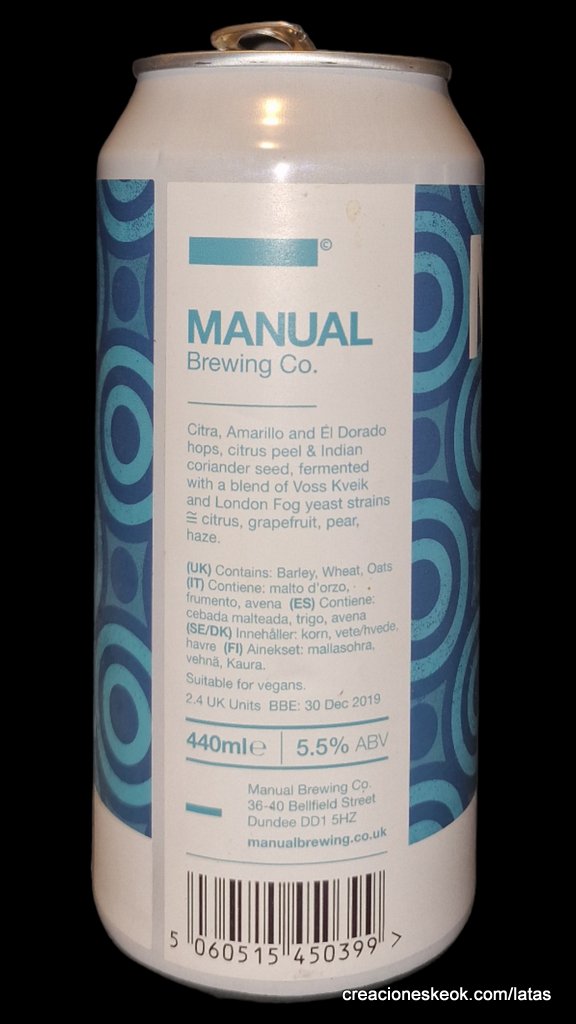 ©
MANUAL
Brewing Co.
Citra, Amarillo and El Dorado
hops, citrus peel & Indian
coriander seed, fermented
with a blend of Voss Kveik
and London Fog yeast strains
≅ citrus, grapefruit, pear,
haze.
(UK) Contains: Barley, Wheat, Oats
(IT) Contiene: malto d'orzo,
frumento, avena (ES) Contiene:
cebada malteada, trigo, avena
(SE/DK) Innehåller: korn, vete/hvede,
havre (FI) Ainekset: mallasohra,
vehnä, Kaura.
Suitable for vegans.
2.4 UK Units BBE: 30 Dec 2019
440ml℮ 5.5% ABV
Manual Brewing Co.
36-40 Bellfield Street
Dundee DD1 5HZ
manualbrewing.co.uk
5 060515 450399 >
creacioneskeok.com/latas